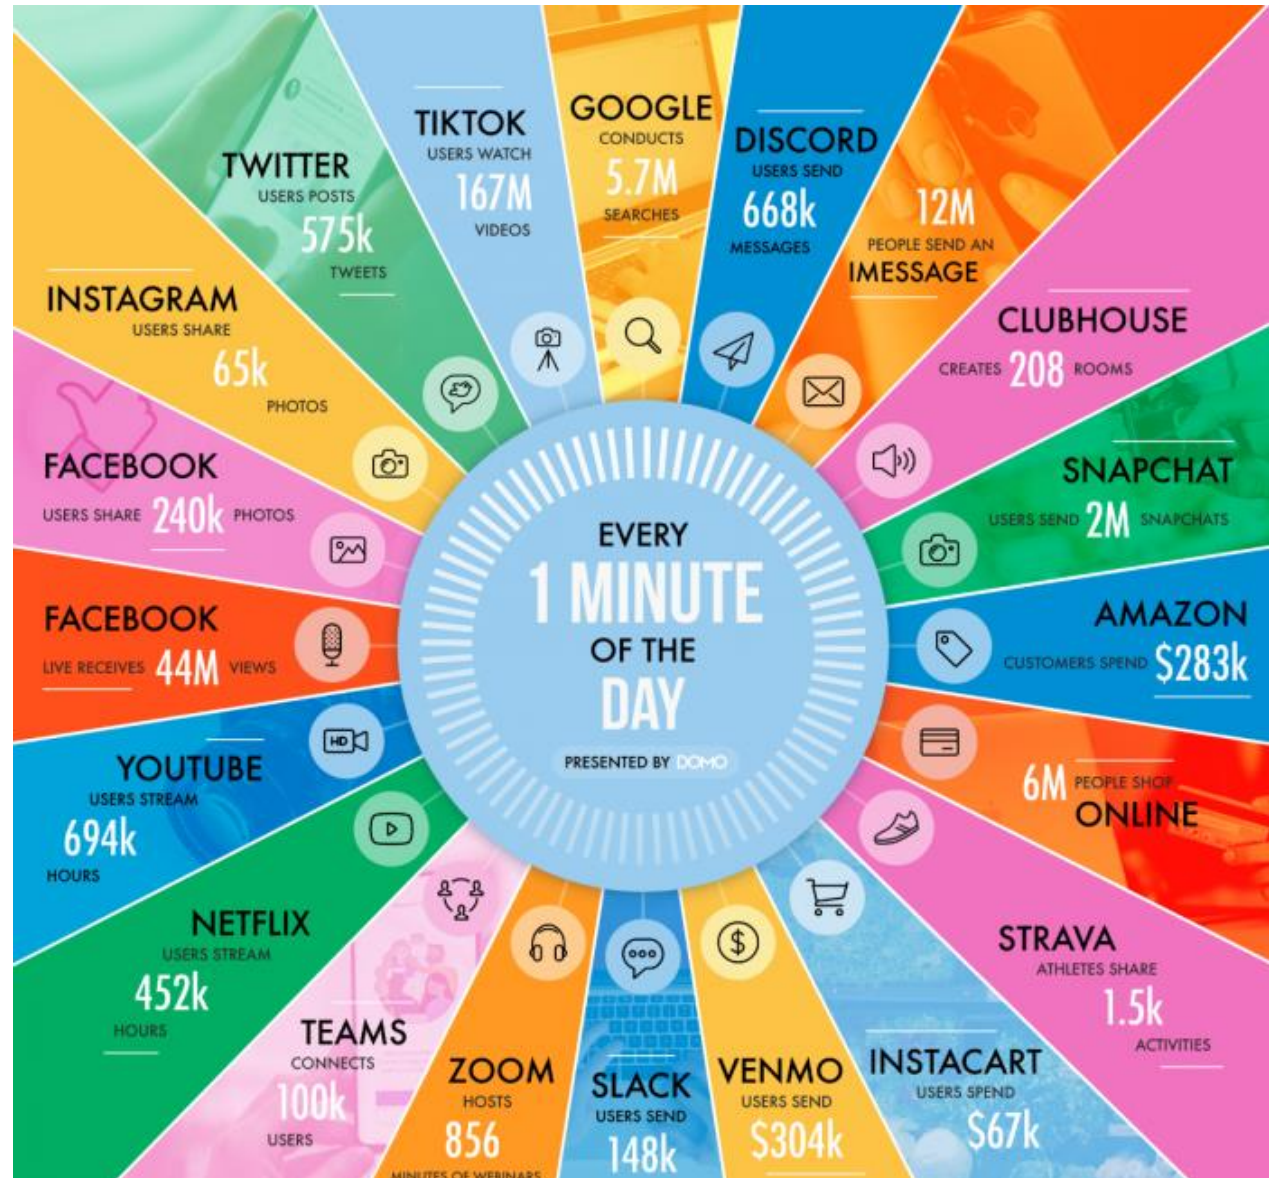 TWITTER
USERS POSTS
575k
TWEETS
TIKTOK
USERS WATCH
167M
VIDEOS
GOOGLE
CONDUCTS
5.7M
SEARCHES
DISCORD
USERS SEND
668k
MESSAGES
12M
PEOPLE SEND AN
IMESSAGE
CLUBHOUSE
CREATES 208 ROOMS
SNAPCHAT
USERS SEND 2M SNAPCHATS
AMAZON
CUSTOMERS SPEND $283k
6M PEOPLE SHOP
ONLINE
STRAVA
ATHLETES SHARE
1.5k
ACTIVITIES
INSTACART
USERS SPEND
$67k
VENMO
USERS SEND
$304k
SLACK
USERS SEND
148k
ZOOM
HOSTS
856
MINUTES OF WEBINARS
TEAMS
CONNECTS
100k
USERS
NETFLIX
USERS STREAM
452k
HOURS
YOUTUBE
USERS STREAM
694k
HOURS
FACEBOOK
LIVE RECEIVES 44M VIEWS
FACEBOOK
USERS SHARE 240k PHOTOS
INSTAGRAM
USERS SHARE
65k
PHOTOS
HD
EVERY
1 MINUTE
OF THE
DAY
PRESENTED BY DOMO